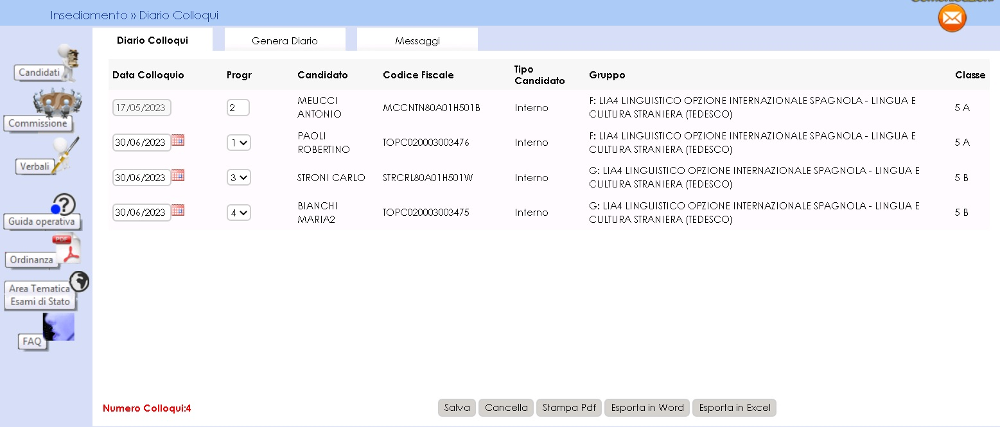 Insediamento » Diario Colloqui
Diario Colloqui
Genera Diario
Messaggi
Candidati
Commissione
Verbali
Guida operativa
PDF
Ordinanza
Area Tematica
Esami di Stato
FAQ
Data Colloquio Progr Candidato Codice Fiscale Tipo Candidato Gruppo Classe
17/05/2023 2 MEUCCI ANTONIO MCCNTN80A01H501B Interno F: LIA4 LINGUISTICO OPZIONE INTERNAZIONALE SPAGNOLA - LINGUA E CULTURA STRANIERA (TEDESCO) 5 A
30/06/2023 1 PAOLI ROBERTINO TOPC020003003476 Interno F: LIA4 LINGUISTICO OPZIONE INTERNAZIONALE SPAGNOLA - LINGUA E CULTURA STRANIERA (TEDESCO) 5 A
30/06/2023 3 STRONI CARLO STRCRL80A01H501W Interno G: LIA4 LINGUISTICO OPZIONE INTERNAZIONALE SPAGNOLA - LINGUA E CULTURA STRANIERA (TEDESCO) 5 B
30/06/2023 4 BIANCHI MARIA2 TOPC020003003475 Interno G: LIA4 LINGUISTICO OPZIONE INTERNAZIONALE SPAGNOLA - LINGUA E CULTURA STRANIERA (TEDESCO) 5 B
Numero Colloqui:4
Salva
Cancella
Stampa Pdf
Esporta in Word
Esporta in Excel